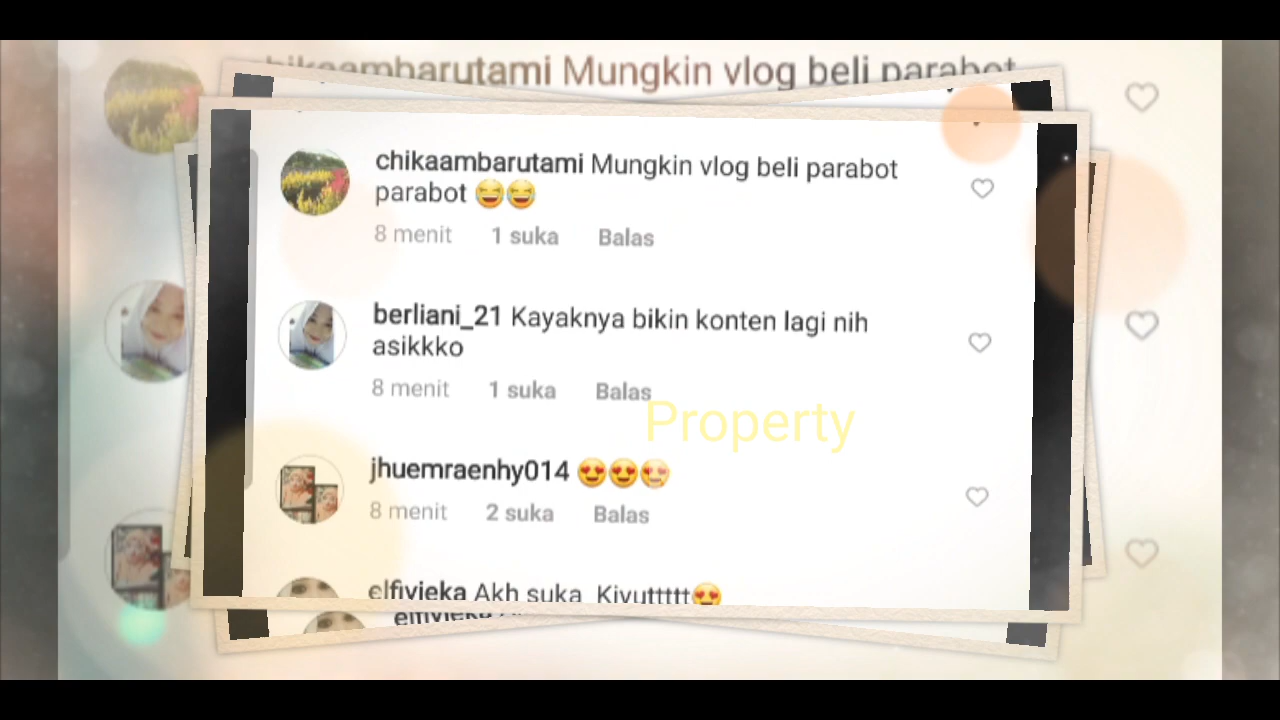 chikaambarutami Mungkin vlog beli parabot
chikaambarutami Mungkin vlog beli parabot
parabot 😆😂
8 menit 1 suka Balas
berliani_21 Kayaknya bikin konten lagi nih
asikkko
8 menit 1 suka Balas
Property
jhuemraenhy014 😍😍😍
8 menit 2 suka Balas
elfivieka Akh suka Kiyuttttt😍
elfivieka